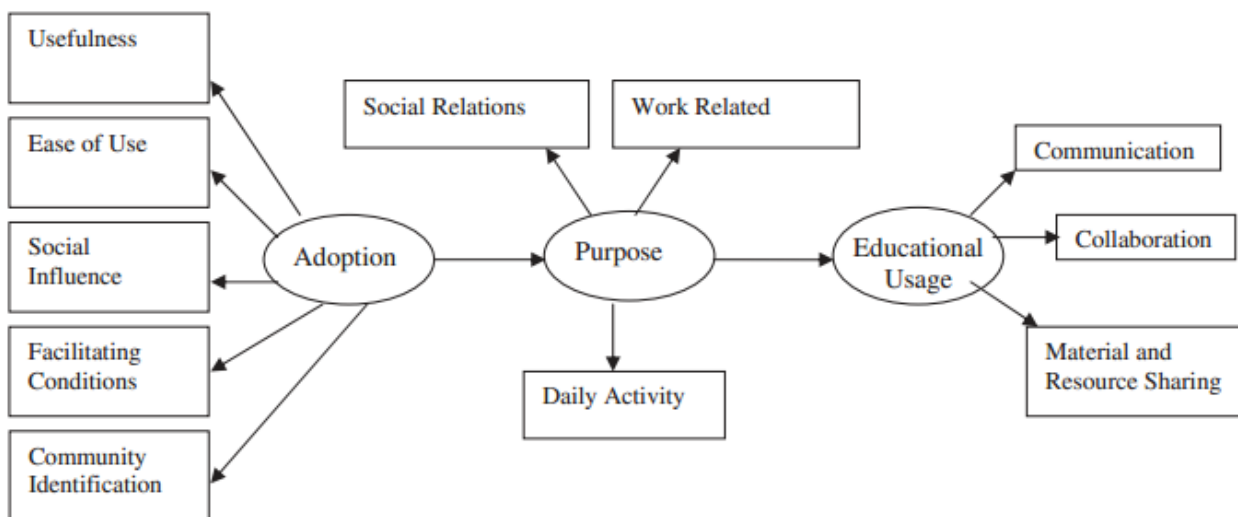 Usefulness
Ease of Use
Social
Influence
Facilitating
Conditions
Community
Identification
Adoption
Social Relations
Work Related
Purpose
Daily Activity
Educational
Usage
Communication
Collaboration
Material and
Resource Sharing